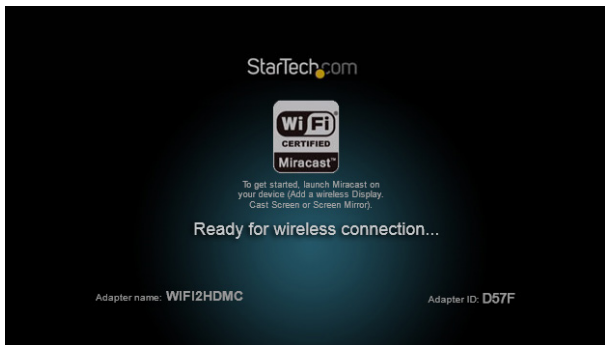 StarTech.com
Wi Fi®
CERTIFIED
Miracast™
To get started, launch Miracast on
your device (Add a wireless Display.
Cast Screen or Screen Mirror).
Ready for wireless connection...
Adapter name: WIFI2HDMC
Adapter ID: D57F